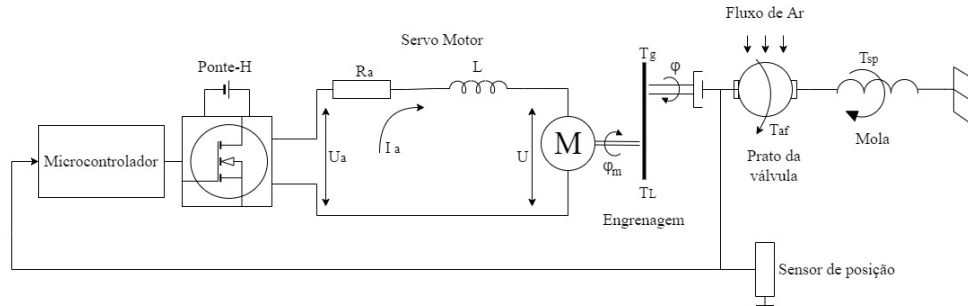 Fluxo de Ar
Servo Motor
Ponte-H
Ra
L
Tg
φ
Tsp
Microcontrolador
Ua
Ia
U
M
φm
Taf
Mola
Prato da
válvula
TL
Engrenagem
Sensor de posição